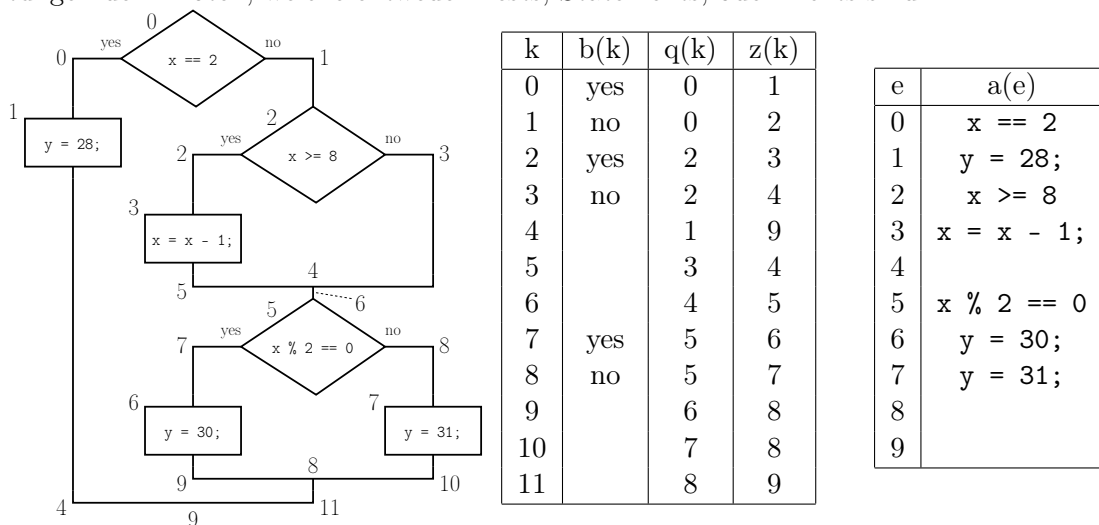 0
yes
no
0
x == 2
1
1
y = 28;
2
yes
no
2
x >= 8
3
3
x = x - 1;
5
4
6
5
yes
no
7
x % 2 == 0
8
6
y = 30;
7
y = 31;
9
8
10
4
9
11
k b(k) q(k) z(k)
0 yes 0 1
1 no 0 2
2 yes 2 3
3 no 2 4
4 1 9
5 3 4
6 4 5
7 yes 5 6
8 no 5 7
9 6 8
10 7 8
11 8 9
e a(e)
0 x == 2
1 y = 28;
2 x >= 8
3 x = x - 1;
4
5 x % 2 == 0
6 y = 30;
7 y = 31;
8
9